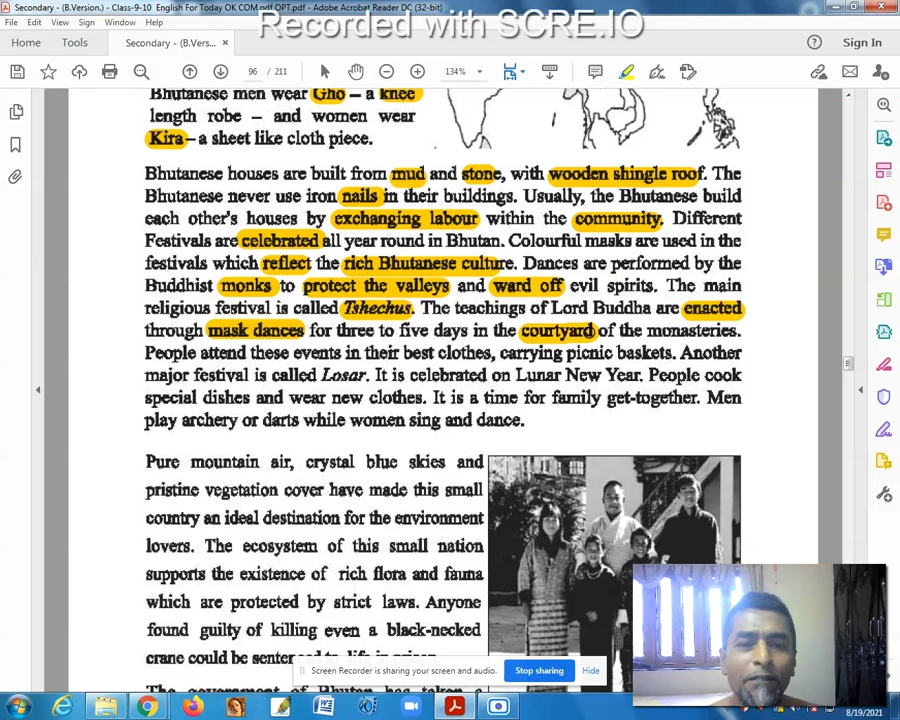 Secondary - (B.Version.) - Class-9-10 English For Today OK COM.pdf OPT.pdf - Adobe Acrobat Reader DC (32-bit)
Recorded with SCRE.IO
File Edit View Sign Window Help
Home Tools Secondary - (B.Vers... × Sign In
96 / 211 134%
Bhutanese men wear Gho – a knee
length robe – and women wear
Kira – a sheet like cloth piece.
Bhutanese houses are built from mud and stone, with wooden shingle roof. The
Bhutanese never use iron nails in their buildings. Usually, the Bhutanese build
each other's houses by exchanging labour within the community. Different
Festivals are celebrated all year round in Bhutan. Colourful masks are used in the
festivals which reflect the rich Bhutanese culture. Dances are performed by the
Buddhist monks to protect the valleys and ward off evil spirits. The main
religious festival is called Tshechus. The teachings of Lord Buddha are enacted
through mask dances for three to five days in the courtyard of the monasteries.
People attend these events in their best clothes, carrying picnic baskets. Another
major festival is called Losar. It is celebrated on Lunar New Year. People cook
special dishes and wear new clothes. It is a time for family get-together. Men
play archery or darts while women sing and dance.
Pure mountain air, crystal blue skies and
pristine vegetation cover have made this small
country an ideal destination for the environment
lovers. The ecosystem of this small nation
supports the existence of rich flora and fauna
which are protected by strict laws. Anyone
found guilty of killing even a black-necked
crane could be sentenced to life in prison.
The government of Bhutan has taken a
Screen Recorder is sharing your screen and audio. Stop sharing Hide
8/19/2021